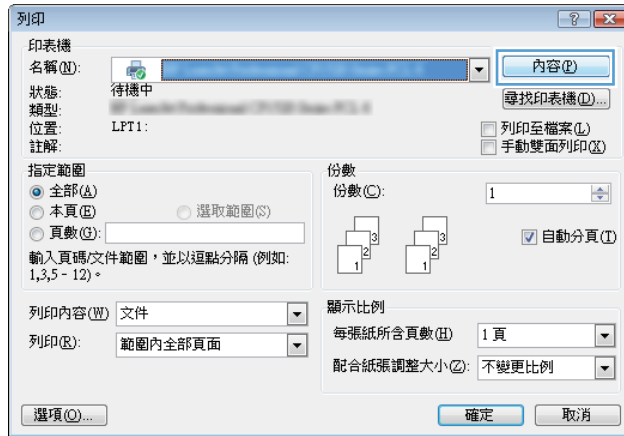 列印
印表機
名稱(N):
內容(P)
狀態: 待機中
尋找印表機(D)...
類型:
位置: LPT1:
列印至檔案(L)
註解:
手動雙面列印(X)
指定範圍
全部(A)
本頁(E) 選取範圍(S)
頁數(G):
輸入頁碼/文件範圍，並以逗點分隔 (例如:
1,3,5 - 12)。
份數
份數(C): 1
3 3
2 2
1 1
自動分頁(T)
列印內容(W) 文件
列印(R): 範圍內全部頁面
顯示比例
每張紙所含頁數(H) 1 頁
配合紙張調整大小(Z): 不變更比例
選項(O)...
確定
取消